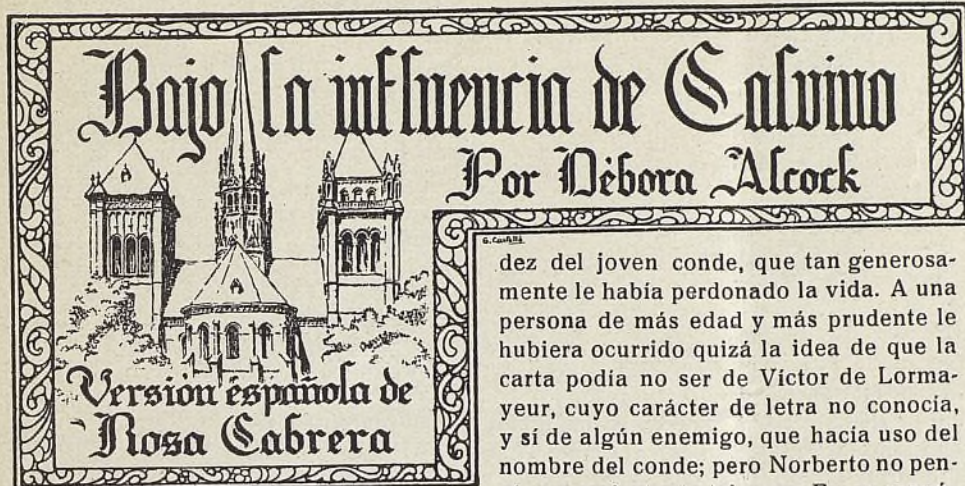 Bajo la influencia de Calvino
Por Débora Alcock
Versión española de
Rosa Cabrera
G. Castillá
dez del joven conde, que tan generosa-
mente le había perdonado la vida. A una
persona de más edad y más prudente le
hubiera ocurrido quizá la idea de que la
carta podía no ser de Víctor de Lorma-
yeur, cuyo carácter de letra no conocía,
y sí de algún enemigo, que hacía uso del
nombre del conde; pero Norberto no pen-